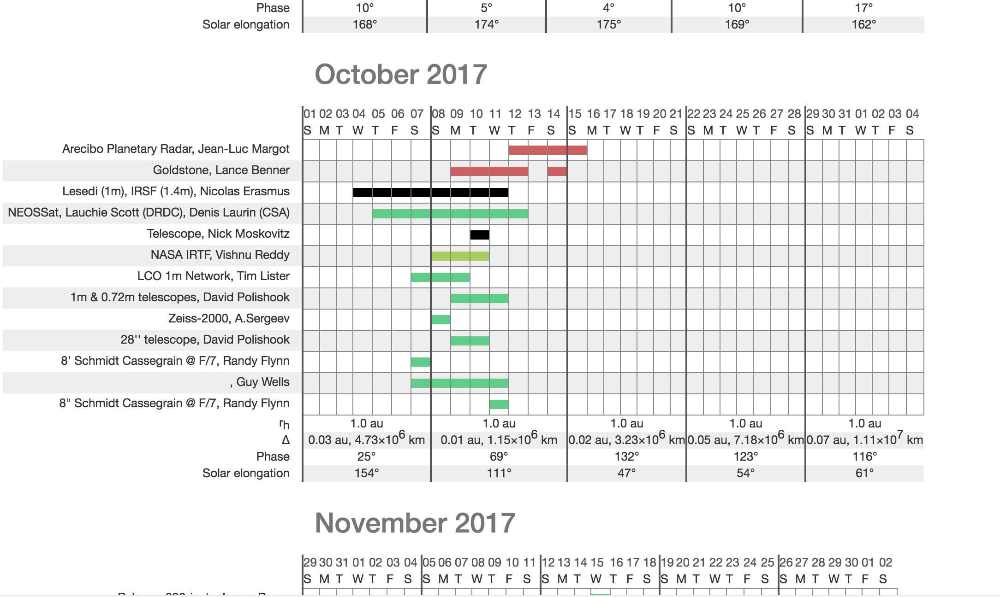 Phase 10° 5° 4° 10° 17°
Solar elongation 168° 174° 175° 169° 162°
October 2017
01 02 03 04 05 06 07 08 09 10 11 12 13 14 15 16 17 18 19 20 21 22 23 24 25 26 27 28 29 30 31 01 02 03 04
S M T W T F S S M T W T F S S M T W T F S S M T W T F S S M T W T F S
Arecibo Planetary Radar, Jean-Luc Margot
Goldstone, Lance Benner
Lesedi (1m), IRSF (1.4m), Nicolas Erasmus
NEOSSat, Lauchie Scott (DRDC), Denis Laurin (CSA)
Telescope, Nick Moskovitz
NASA IRTF, Vishnu Reddy
LCO 1m Network, Tim Lister
1m & 0.72m telescopes, David Polishook
Zeiss-2000, A.Sergeev
28'' telescope, David Polishook
8' Schmidt Cassegrain @ F/7, Randy Flynn
, Guy Wells
8" Schmidt Cassegrain @ F/7, Randy Flynn
rh 1.0 au 1.0 au 1.0 au 1.0 au 1.0 au
Δ 0.03 au, 4.73×10⁶ km 0.01 au, 1.15×10⁶ km 0.02 au, 3.23×10⁶ km 0.05 au, 7.18×10⁶ km 0.07 au, 1.11×10⁷ km
Phase 25° 69° 132° 123° 116°
Solar elongation 154° 111° 47° 54° 61°
November 2017
29 30 31 01 02 03 04 05 06 07 08 09 10 11 12 13 14 15 16 17 18 19 20 21 22 23 24 25 26 27 28 29 30 01 02
S M T W T F S S M T W T F S S M T W T F S S M T W T F S S M T W T F S